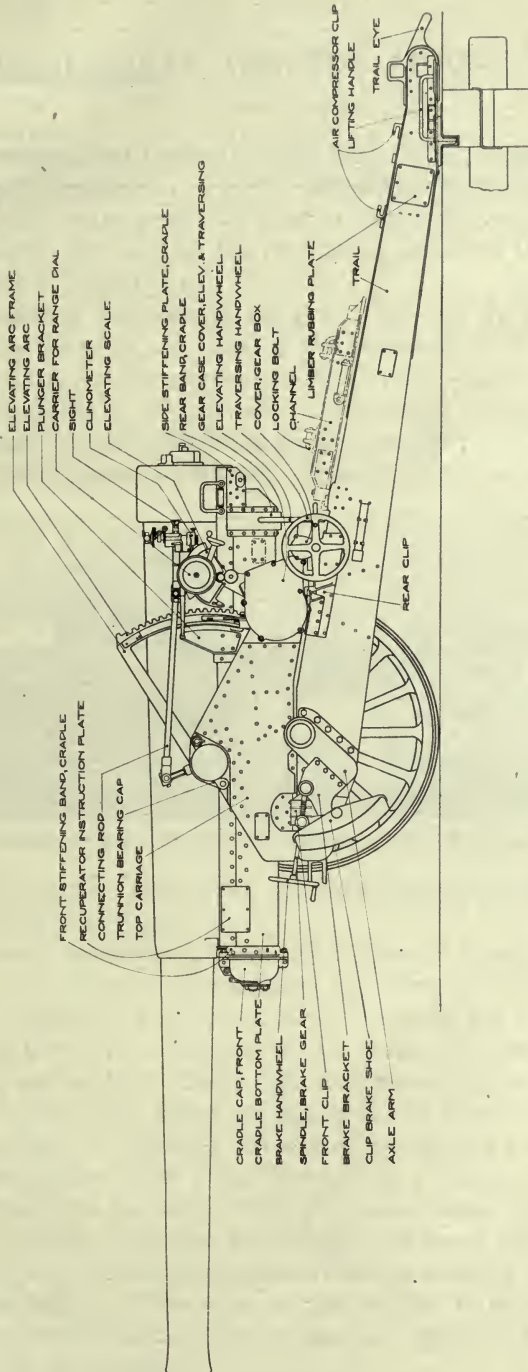 ELEVATING ARC FRAME
ELEVATING ARC
PLUNGER BRACKET
CARRIER FOR RANGE DIAL
SIGHT
CLINOMETER
ELEVATING SCALE
SIDE STIFFENING PLATE, CRADLE
REAR BAND, CRADLE
GEAR CASE COVER, ELEV. & TRAVERSING
ELEVATING HANDWHEEL
TRAVERSING HANDWHEEL
COVER, GEAR BOX
LOCKING BOLT
CHANNEL
LIMBER RUBBING PLATE
TRAIL
AIR COMPRESSOR CLIP
LIFTING HANDLE
TRAIL EYE
FRONT STIFFENING BAND, CRADLE
RECUPERATOR INSTRUCTION PLATE
CONNECTING ROD
TRUNNION BEARING CAP
TOP CARRIAGE
REAR CLIP
CRADLE CAP, FRONT
CRADLE BOTTOM PLATE
BRAKE HANDWHEEL
SPINDLE, BRAKE GEAR
FRONT CLIP
BRAKE BRACKET
CLIP BRAKE SHOE
AXLE ARM